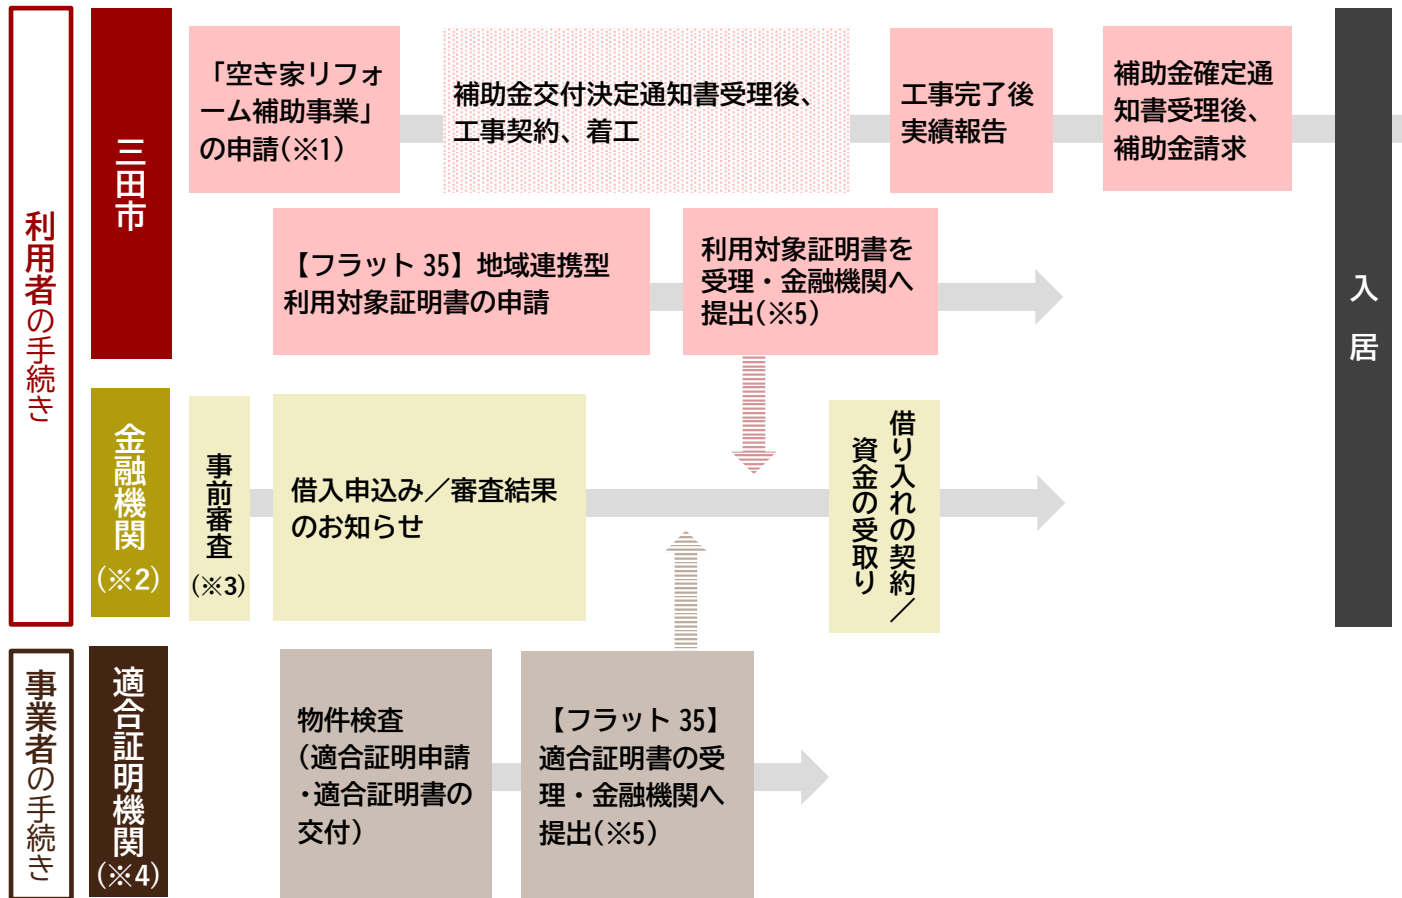 利用者の手続き
三田市
「空き家リフォ
ーム補助事業」
の申請(※1)
補助金交付決定通知書受理後、
工事契約、着工
工事完了後
実績報告
補助金確定通
知書受理後、
補助金請求
【フラット 35】地域連携型
利用対象証明書の申請
利用対象証明書を
受理・金融機関へ
提出(※5)
入居
金融機関
(※2)
事前審査
(※3)
借入申込み／審査結果
のお知らせ
借り入れの契約／
資金の受取り
事業者の手続き
適合証明機関
(※4)
物件検査
(適合証明申請
・適合証明書の
交付)
【フラット 35】
適合証明書の受
理・金融機関へ
提出(※5)